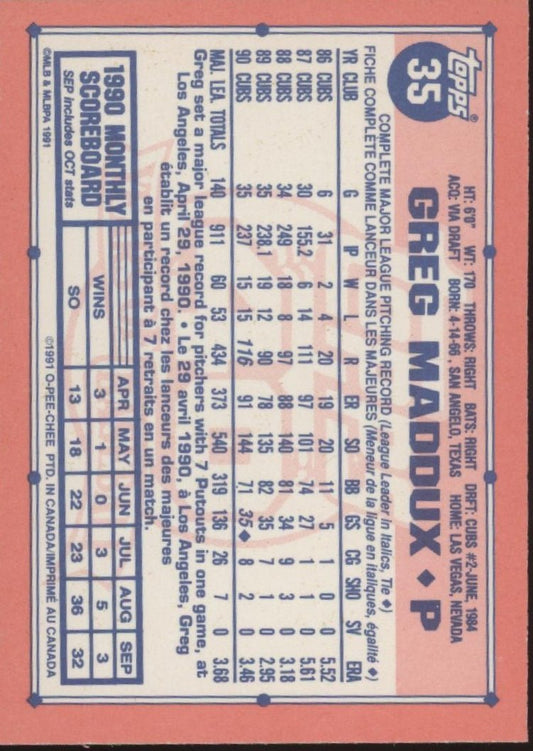 topps®
35
HT: 6'0" WT: 170 THROWS: RIGHT BATS: RIGHT DRFT: CUBS #2-JUNE, 1984
ACQ: VIA DRAFT BORN: 4-14-66, SAN ANGELO, TEXAS HOME: LAS VEGAS, NEVADA
GREG MADDUX ♦ P
COMPLETE MAJOR LEAGUE PITCHING RECORD (League Leader in Italics, Tie ♦)
FICHE COMPLÈTE COMME LANCEUR DANS LES MAJEURES (Meneur de la ligue en italiques, égalité ♦)
YR CLUB G IP W L R ER SO BB GS CG SHO SV ERA
86 CUBS 6 31 2 4 20 19 20 11 5 1 0 0 5.52
87 CUBS 30 155.2 6 14 111 97 101 74 27 1 1 0 5.61
88 CUBS 34 249 18 8 97 88 140 81 34 9 3 0 3.18
89 CUBS 35 238.1 19 12 90 78 135 82 35 7 1 0 2.95
90 CUBS 35 237 15 15 116 91 144 71 35♦ 8 2 0 3.46
MAJ. LEA. TOTALS 140 911 60 53 434 373 540 319 136 26 7 0 3.68
Greg set a major league record for pitchers with 7 Putouts in one game, at
Los Angeles, April 29, 1990. • Le 29 avril 1990, à Los Angeles, Greg
établit un record chez les lanceurs des majeures
en participant à 7 retraits en un match.
1990 MONTHLY
SCOREBOARD
SEP includes OCT stats
APR MAY JUN JUL AUG SEP
WINS 3 1 0 3 5 3
SO 13 18 22 23 36 32
©MLB & MLBPA 1991
©1991 O-PEE-CHEE PTD. IN CANADA/IMPRIMÉ AU CANADA